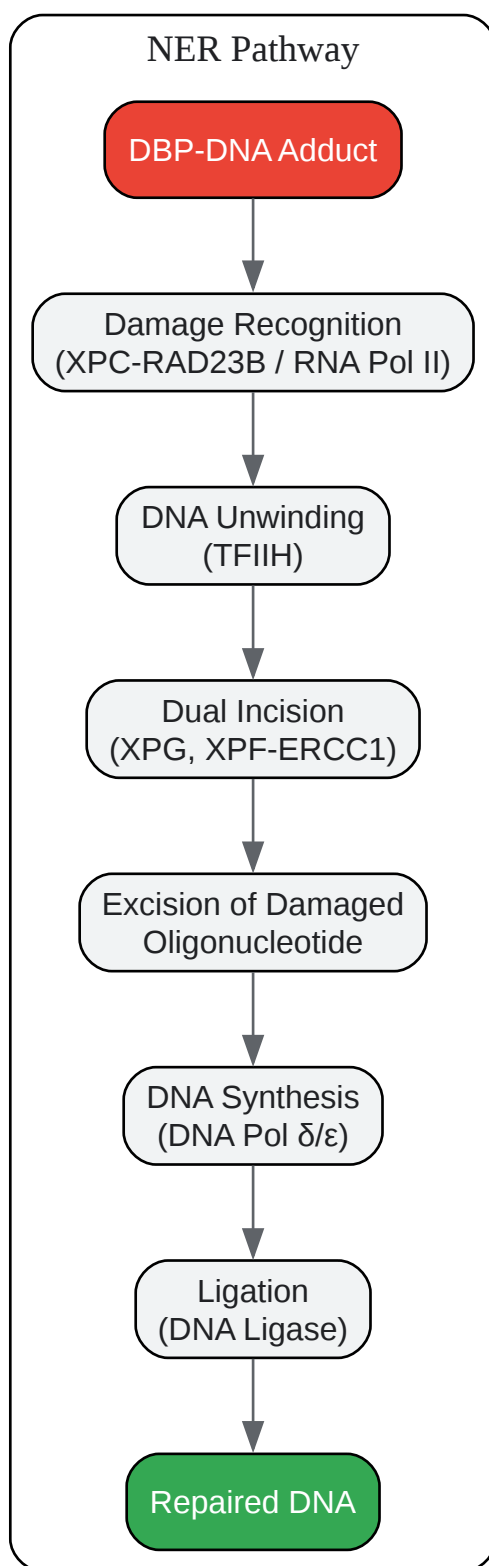 NER Pathway
DBP-DNA Adduct
Damage Recognition
(XPC-RAD23B / RNA Pol II)
DNA Unwinding
(TFIIH)
Dual Incision
(XPG, XPF-ERCC1)
Excision of Damaged
Oligonucleotide
DNA Synthesis
(DNA Pol δ/ε)
Ligation
(DNA Ligase)
Repaired DNA